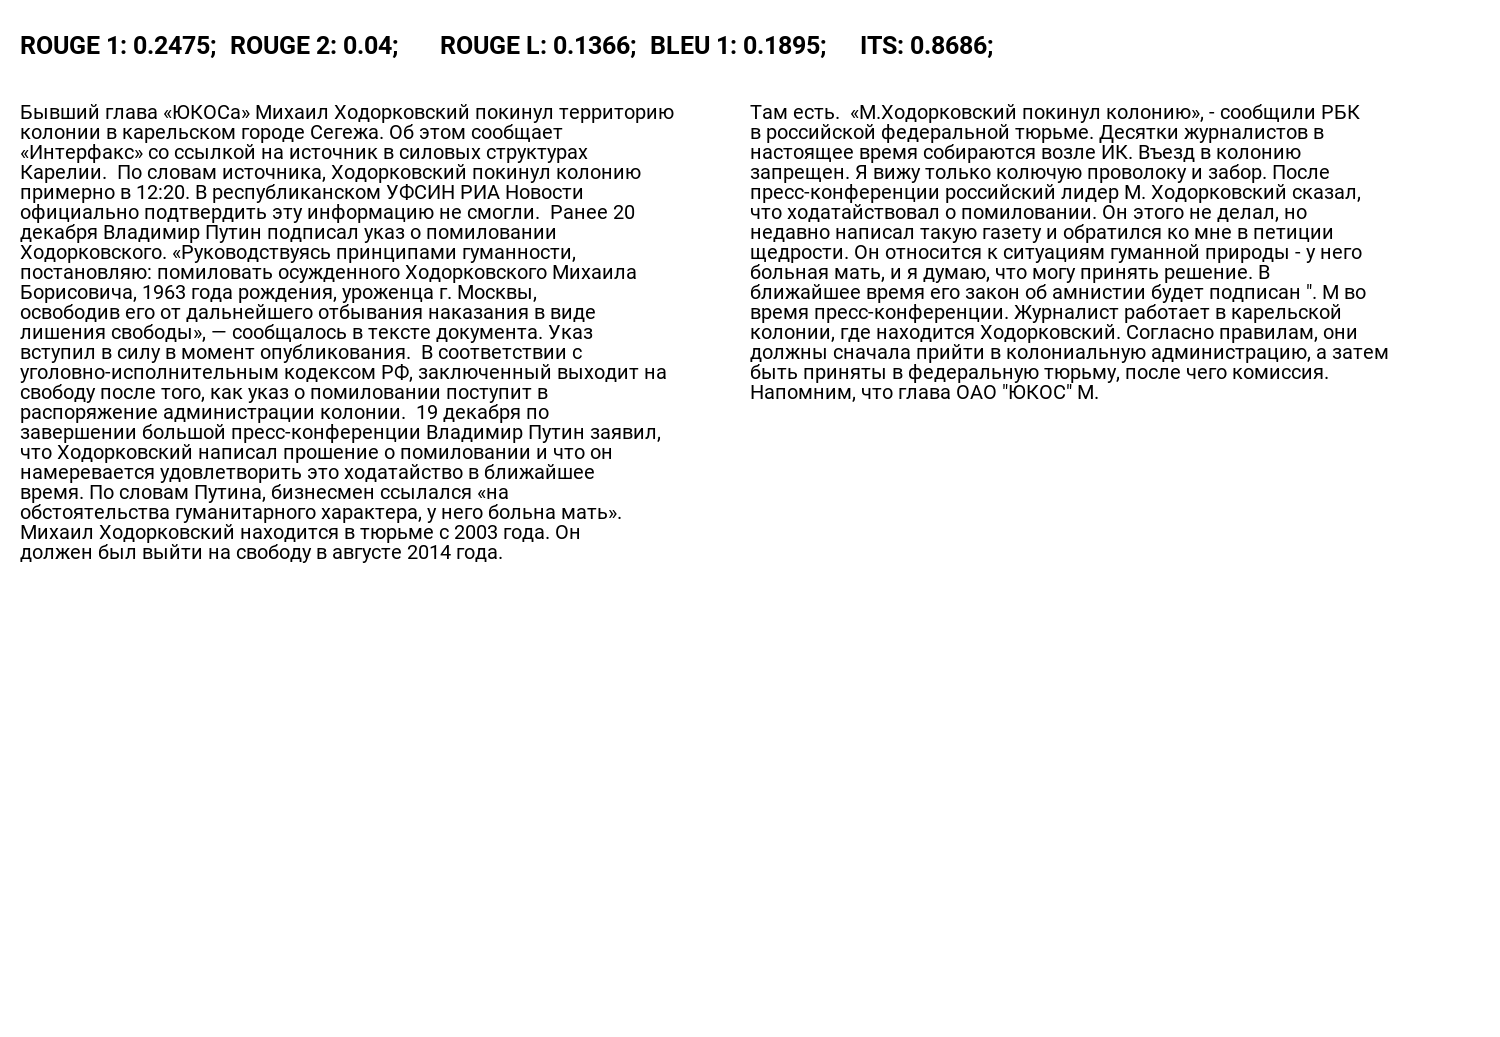 ROUGE 1: 0.2475; ROUGE 2: 0.04; ROUGE L: 0.1366; BLEU 1: 0.1895; ITS: 0.8686;
Бывший глава «ЮКОСа» Михаил Ходорковский покинул территорию
колонии в карельском городе Сегежа. Об этом сообщает
«Интерфакс» со ссылкой на источник в силовых структурах
Карелии.  По словам источника, Ходорковский покинул колонию
примерно в 12:20. В республиканском УФСИН РИА Новости
официально подтвердить эту информацию не смогли.  Ранее 20
декабря Владимир Путин подписал указ о помиловании
Ходорковского. «Руководствуясь принципами гуманности,
постановляю: помиловать осужденного Ходорковского Михаила
Борисовича, 1963 года рождения, уроженца г. Москвы,
освободив его от дальнейшего отбывания наказания в виде
лишения свободы», — сообщалось в тексте документа. Указ
вступил в силу в момент опубликования.  В соответствии с
уголовно-исполнительным кодексом РФ, заключенный выходит на
свободу после того, как указ о помиловании поступит в
распоряжение администрации колонии.  19 декабря по
завершении большой пресс-конференции Владимир Путин заявил,
что Ходорковский написал прошение о помиловании и что он
намеревается удовлетворить это ходатайство в ближайшее
время. По словам Путина, бизнесмен ссылался «на
обстоятельства гуманитарного характера, у него больна мать».
Михаил Ходорковский находится в тюрьме с 2003 года. Он
должен был выйти на свободу в августе 2014 года.
Там есть.  «М.Ходорковский покинул колонию», - сообщили РБК
в российской федеральной тюрьме. Десятки журналистов в
настоящее время собираются возле ИК. Въезд в колонию
запрещен. Я вижу только колючую проволоку и забор. После
пресс-конференции российский лидер М. Ходорковский сказал,
что ходатайствовал о помиловании. Он этого не делал, но
недавно написал такую газету и обратился ко мне в петиции
щедрости. Он относится к ситуациям гуманной природы - у него
больная мать, и я думаю, что могу принять решение. В
ближайшее время его закон об амнистии будет подписан ". М во
время пресс-конференции. Журналист работает в карельской
колонии, где находится Ходорковский. Согласно правилам, они
должны сначала прийти в колониальную администрацию, а затем
быть приняты в федеральную тюрьму, после чего комиссия.
Напомним, что глава ОАО "ЮКОС" М.